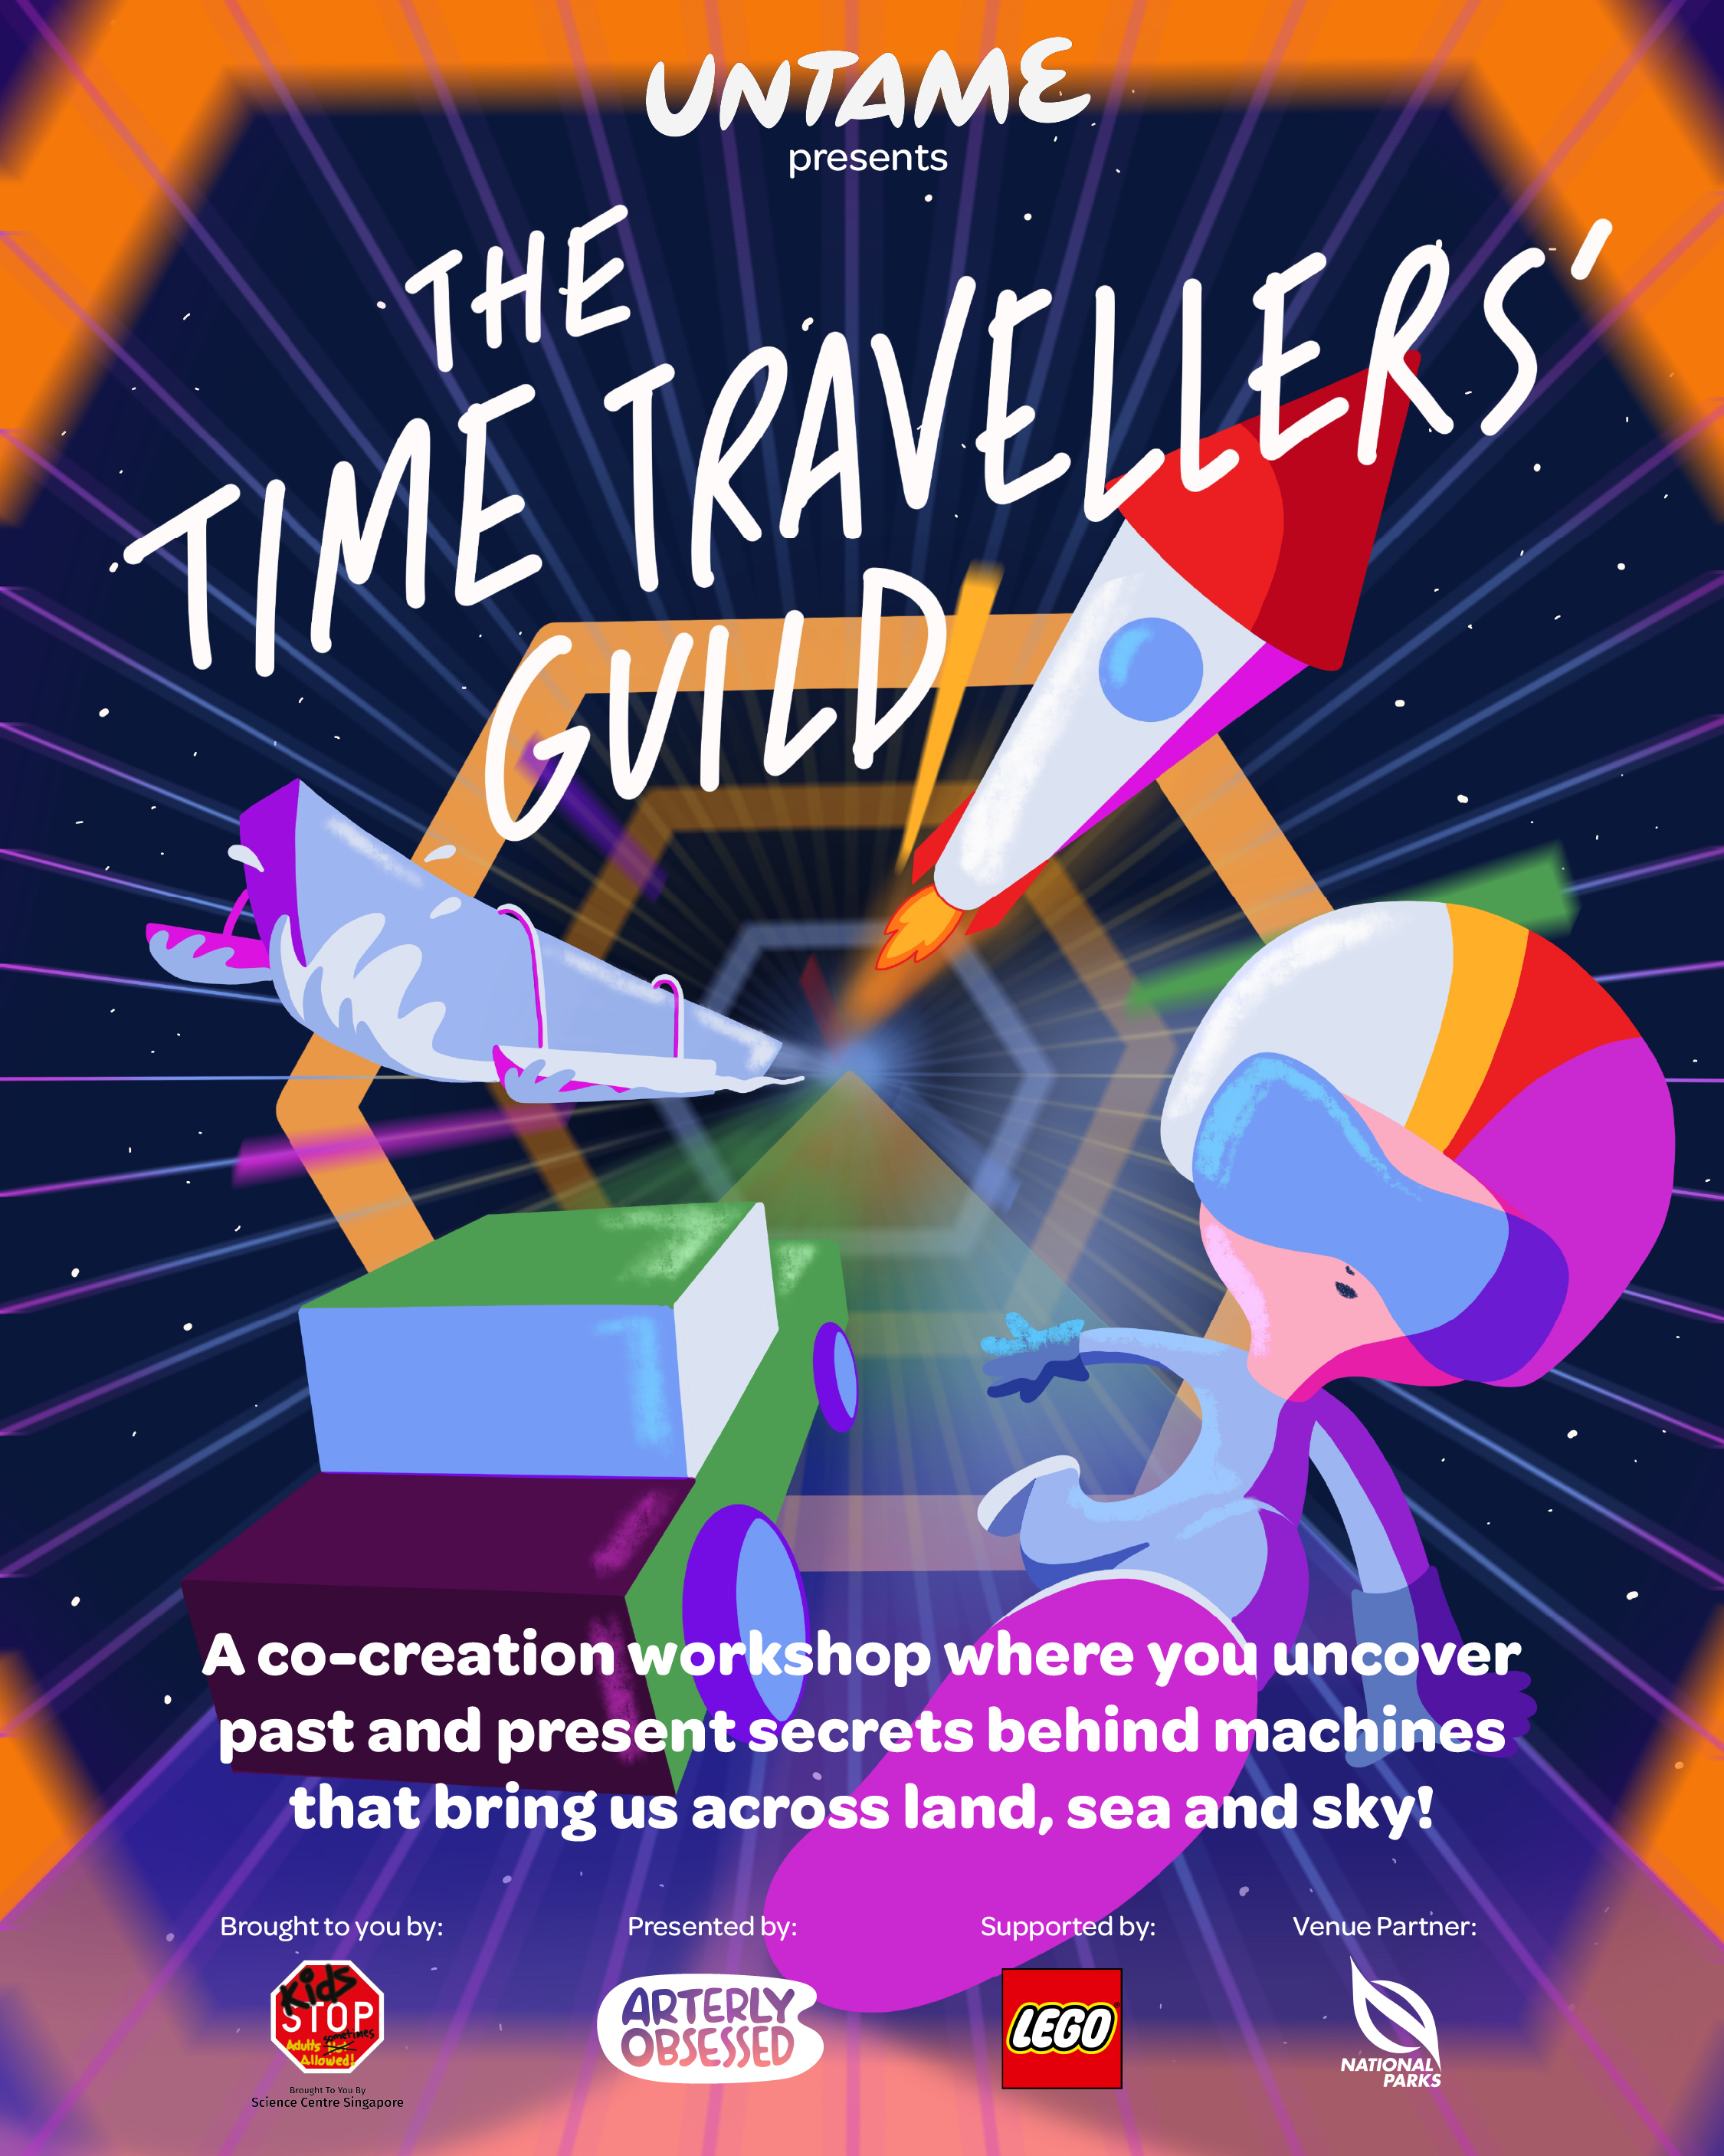 UNTAME
presents
THE
TIME TRAVELLERS'
GUILD
A co-creation workshop where you uncover
past and present secrets behind machines
that bring us across land, sea and sky!
Brought to you by:
Presented by:
Supported by:
Venue Partner:
Kids
STOP
sometimes
Adults Not
Allowed!
Brought To You By
Science Centre Singapore
ARTERLY
OBSESSED
LEGO
NATIONAL
PARKS